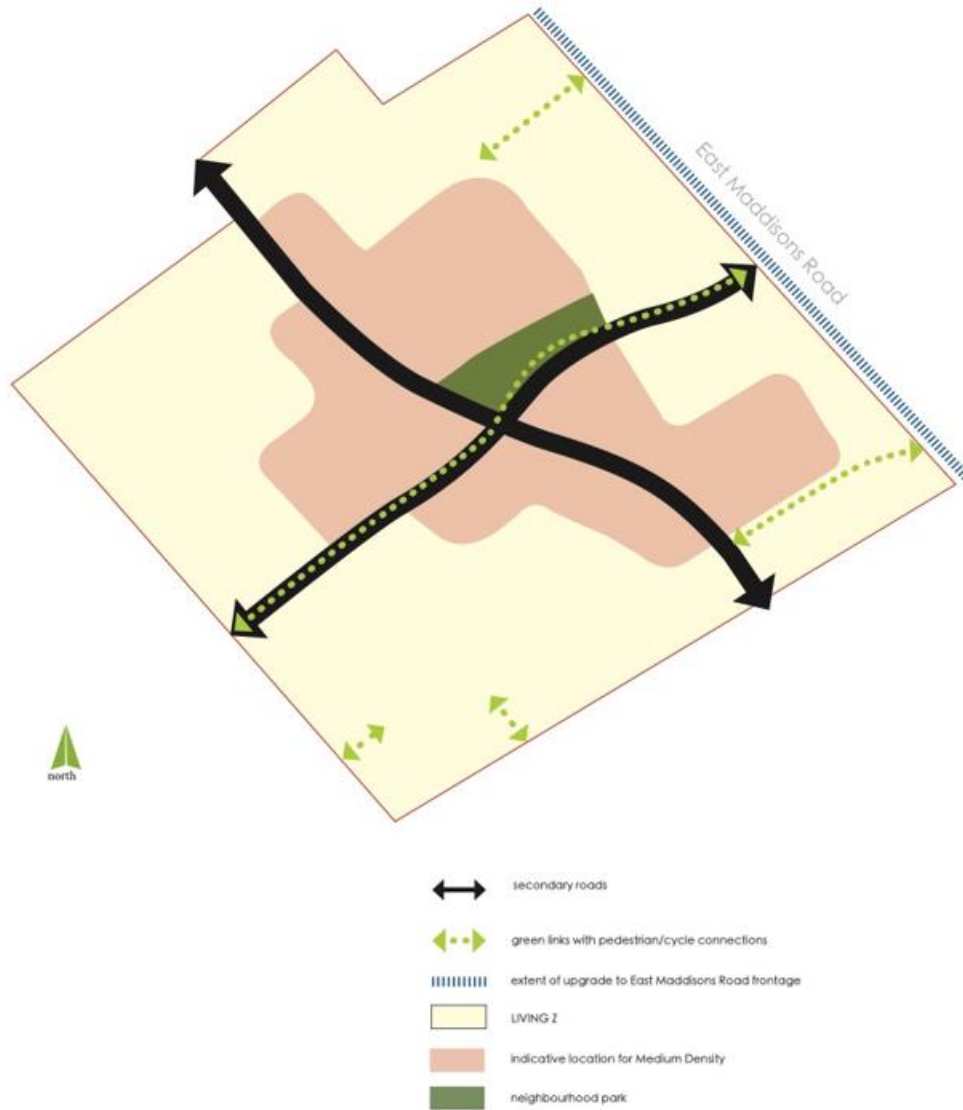 East Maddisons Road
north
secondary roads
green links with pedestrian/cycle connections
extent of upgrade to East Maddisons Road frontage
LIVING Z
indicative location for Medium Density
neighbourhood park